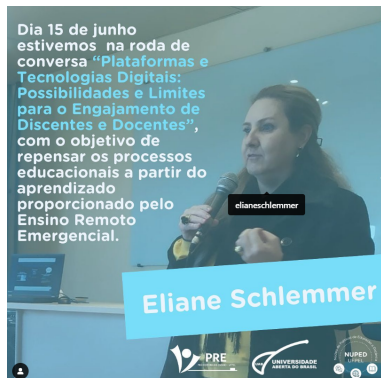 Dia 15 de junho
estivemos na roda de
conversa “Plataformas e
Tecnologias Digitais:
Possibilidades e Limites
para o Engajamento de
Discentes e Docentes”,
com o objetivo de
repensar os processos
educacionais a partir do
aprendizado
proporcionado pelo
Ensino Remoto
Emergencial.
elianeschlemmer
Eliane Schlemmer
PRE
UNIVERSIDADE
ABERTA DO BRASIL
NUPED